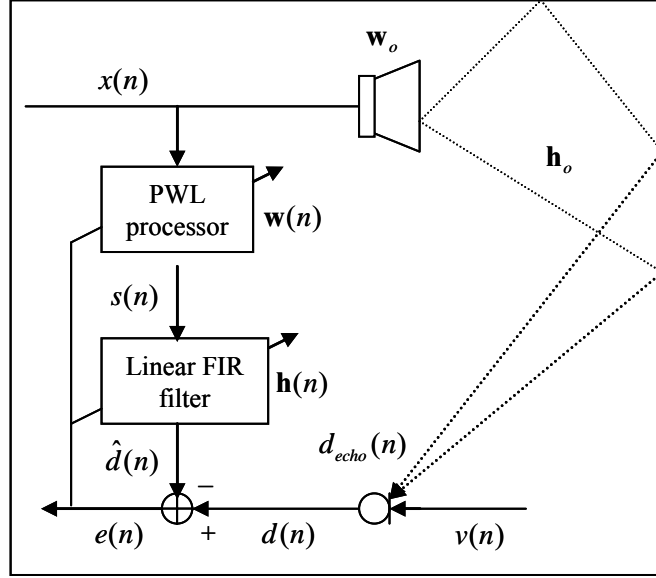 w_o
x(n)
h_o
PWL
processor
w(n)
s(n)
Linear FIR
filter
h(n)
d̂(n)
d_echo(n)
−
+
e(n)
d(n)
v(n)